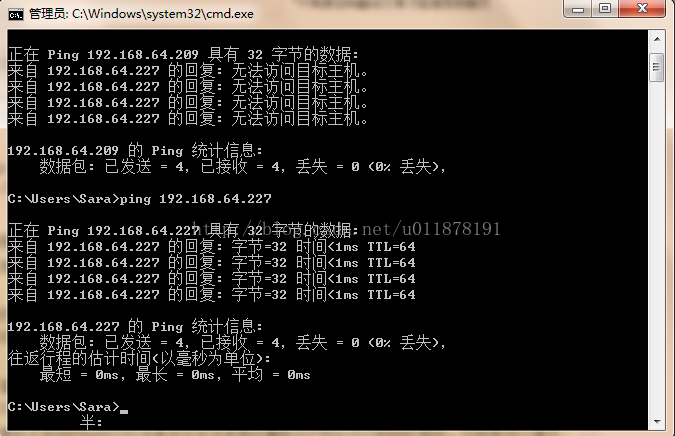 管理员: C:\Windows\system32\cmd.exe
正在 Ping 192.168.64.209 具有 32 字节的数据:
来自 192.168.64.227 的回复: 无法访问目标主机。
来自 192.168.64.227 的回复: 无法访问目标主机。
来自 192.168.64.227 的回复: 无法访问目标主机。
来自 192.168.64.227 的回复: 无法访问目标主机。
192.168.64.209 的 Ping 统计信息:
数据包: 已发送 = 4, 已接收 = 4, 丢失 = 0 (0% 丢失),
C:\Users\Sara>ping 192.168.64.227
正在 Ping 192.168.64.227 具有 32 字节的数据:
来自 192.168.64.227 的回复: 字节=32 时间<1ms TTL=64
来自 192.168.64.227 的回复: 字节=32 时间<1ms TTL=64
来自 192.168.64.227 的回复: 字节=32 时间<1ms TTL=64
来自 192.168.64.227 的回复: 字节=32 时间<1ms TTL=64
192.168.64.227 的 Ping 统计信息:
数据包: 已发送 = 4, 已接收 = 4, 丢失 = 0 (0% 丢失),
往返行程的估计时间(以毫秒为单位):
最短 = 0ms, 最长 = 0ms, 平均 = 0ms
C:\Users\Sara>
半: